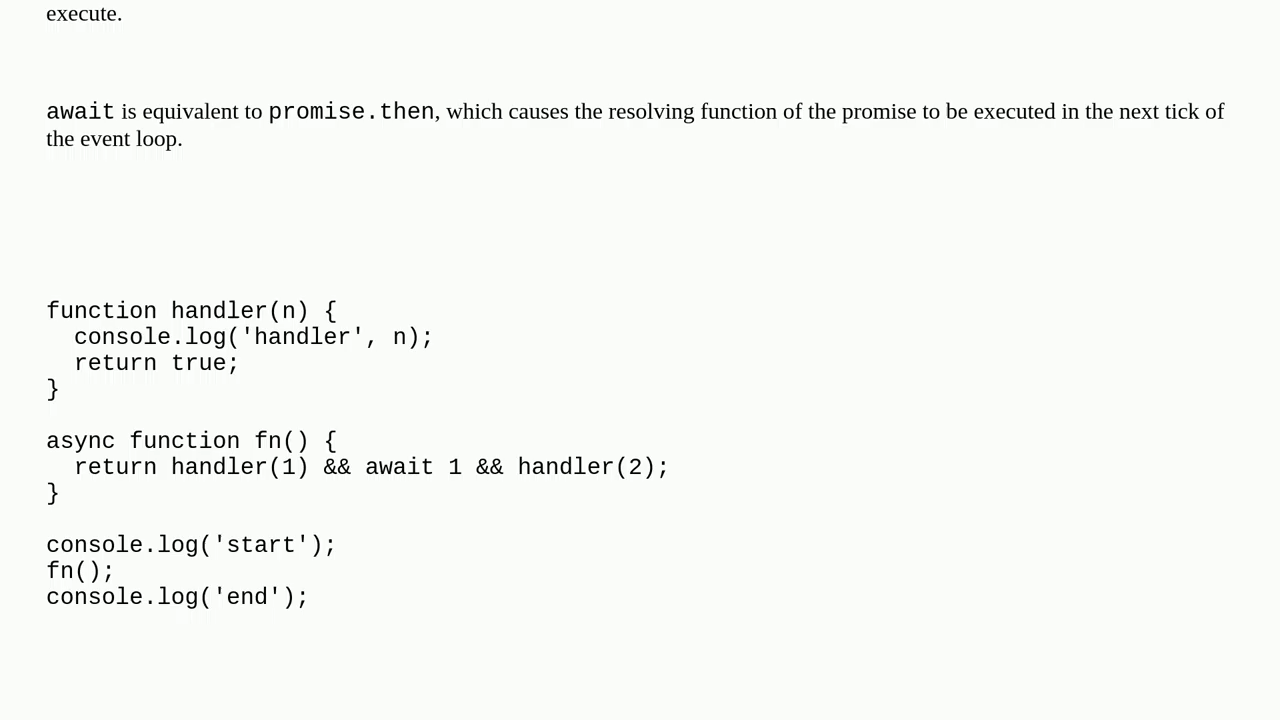 execute.
await is equivalent to promise.then, which causes the resolving function of the promise to be executed in the next tick of
the event loop.
function handler(n) {
  console.log('handler', n);
  return true;
}
async function fn() {
  return handler(1) && await 1 && handler(2);
}
console.log('start');
fn();
console.log('end');